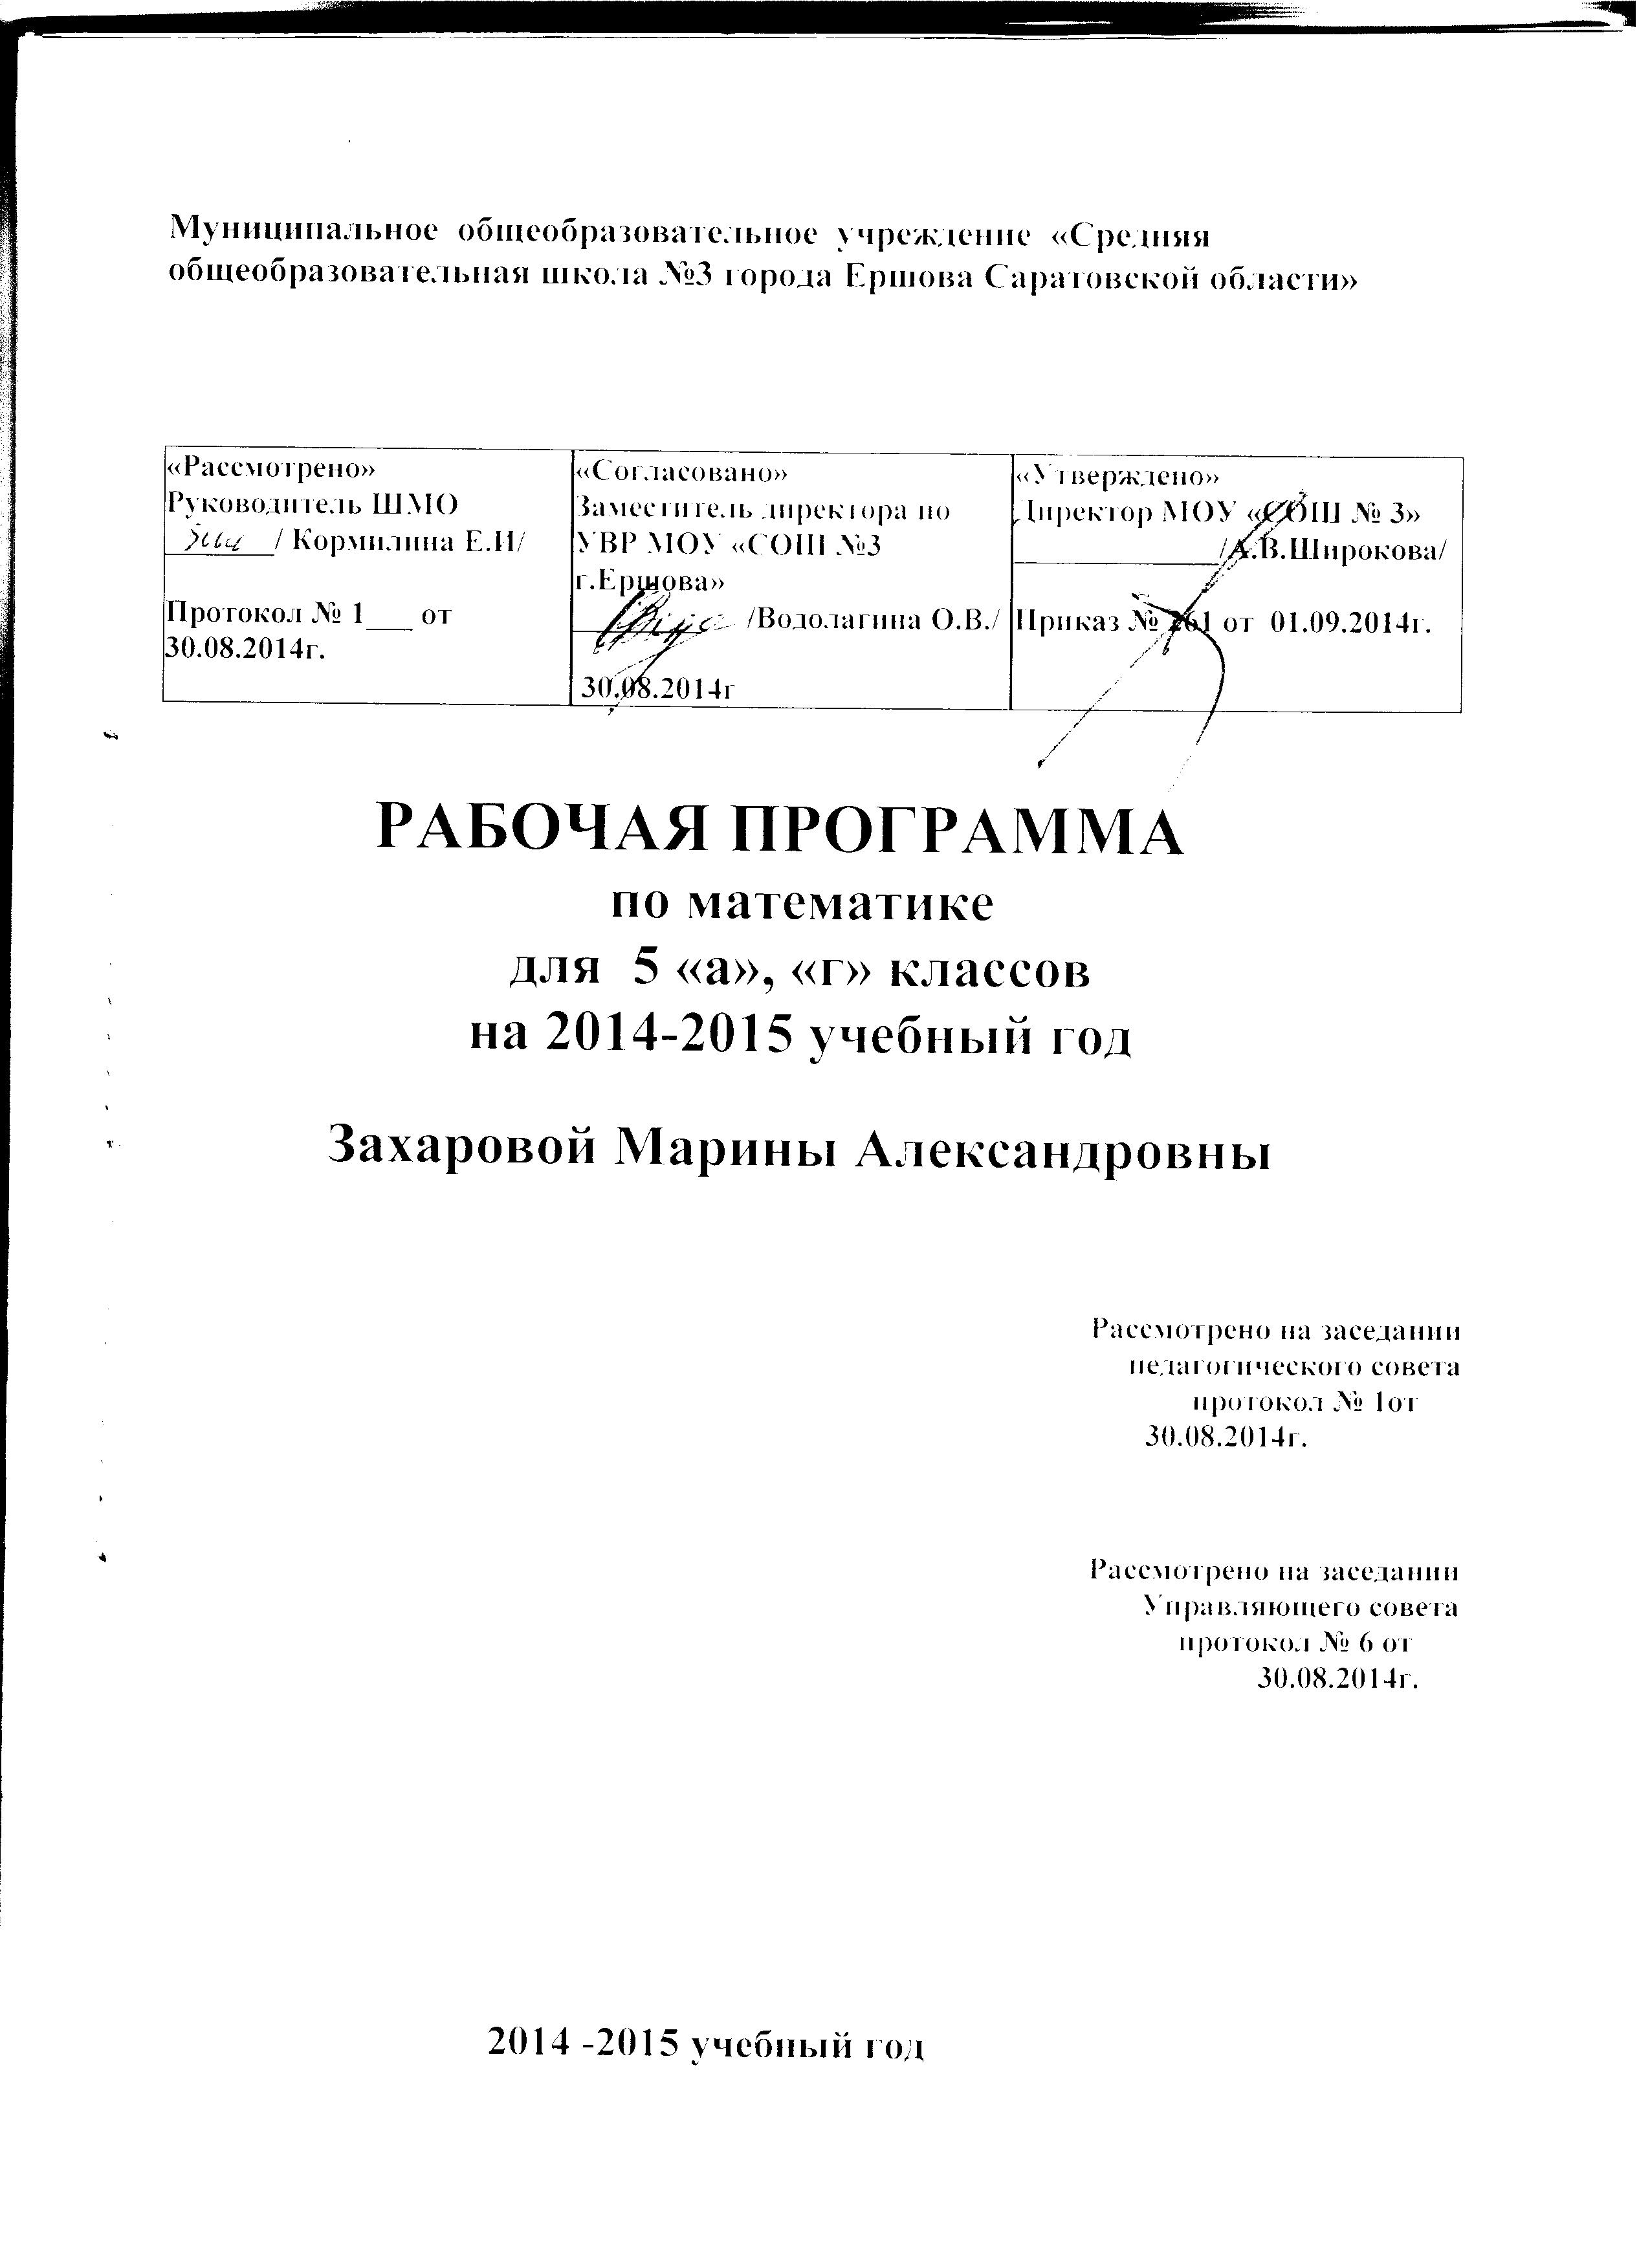 Муниципальное общеобразовательное учреждение «Средняя
общеобразовательная школа №3 города Ершова Саратовской области»
«Рассмотрено»
Руководитель ШМО
/ Кормилина Е.И/
Протокол № 1___ от
30.08.2014г.
«Согласовано»
Заместитель директора по
УВР МОУ «СОШ №3
г.Ершова»
/Водолагина О.В./
30.08.2014г
«Утверждено»
Директор МОУ «СОШ № 3»
______________/А.В.Широкова/
Приказ № 261 от 01.09.2014г.
РАБОЧАЯ ПРОГРАММА
по математике
для 5 «а», «г» классов
на 2014-2015 учебный год
Захаровой Марины Александровны
Рассмотрено на заседании
педагогического совета
протокол № 1от
30.08.2014г.
Рассмотрено на заседании
Управляющего совета
протокол № 6 от
30.08.2014г.
2014 -2015 учебный год